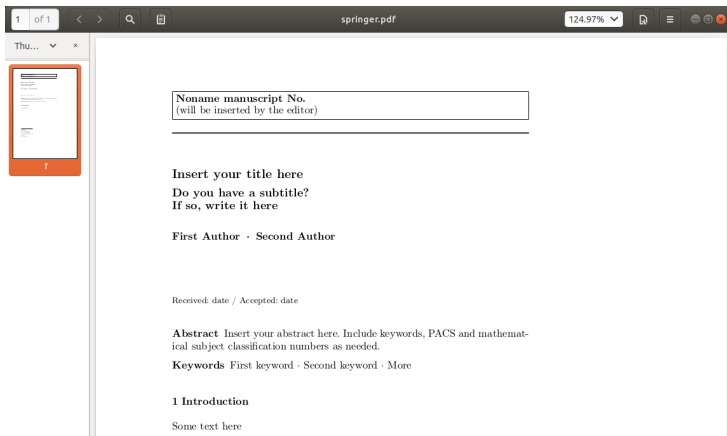 1 of 1
springer.pdf
124.97%
Thu...
1
Noname manuscript No.
(will be inserted by the editor)
Insert your title here
Do you have a subtitle?
If so, write it here
First Author · Second Author
Received: date / Accepted: date
Abstract Insert your abstract here. Include keywords, PACS and mathemat-
ical subject classification numbers as needed.
Keywords First keyword · Second keyword · More
1 Introduction
Some text here